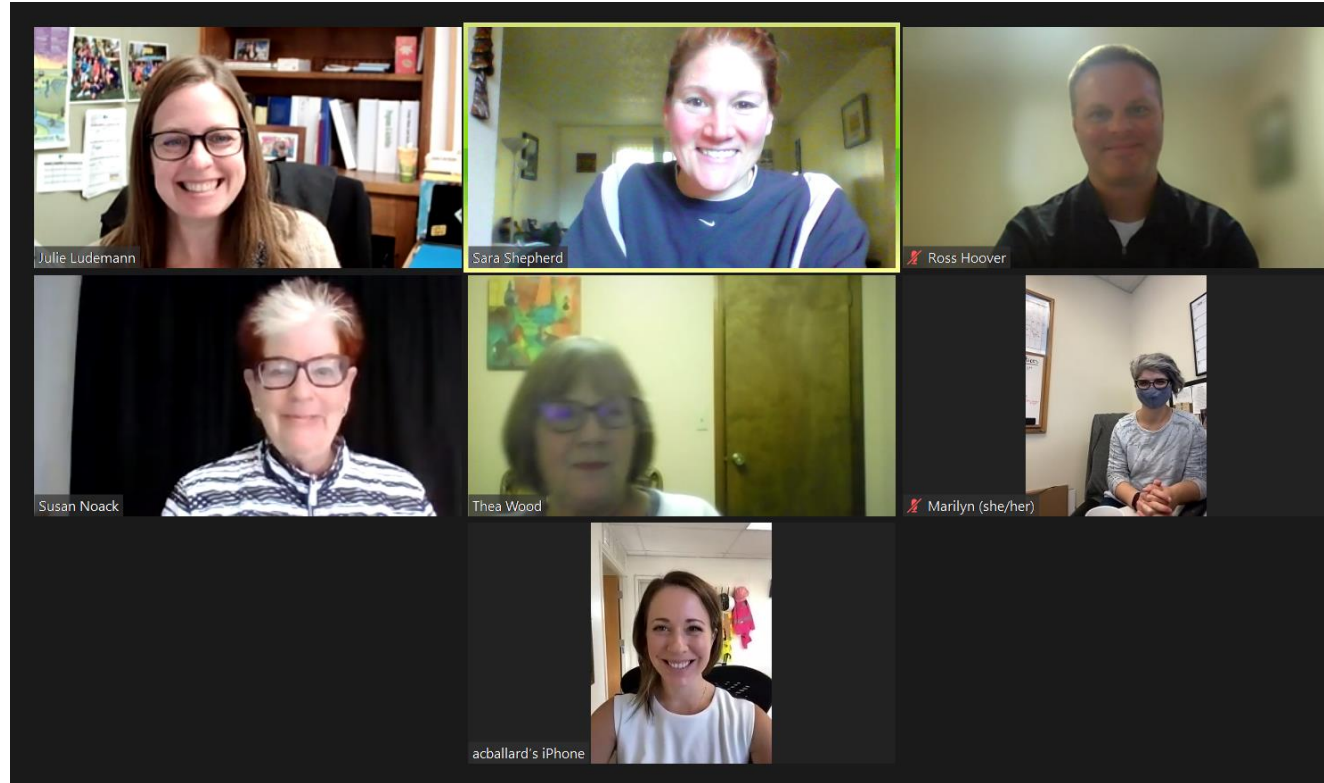 Julie Ludemann
Sara Shepherd
Ross Hoover
Susan Noack
Thea Wood
Marilyn (she/her)
acballard's iPhone